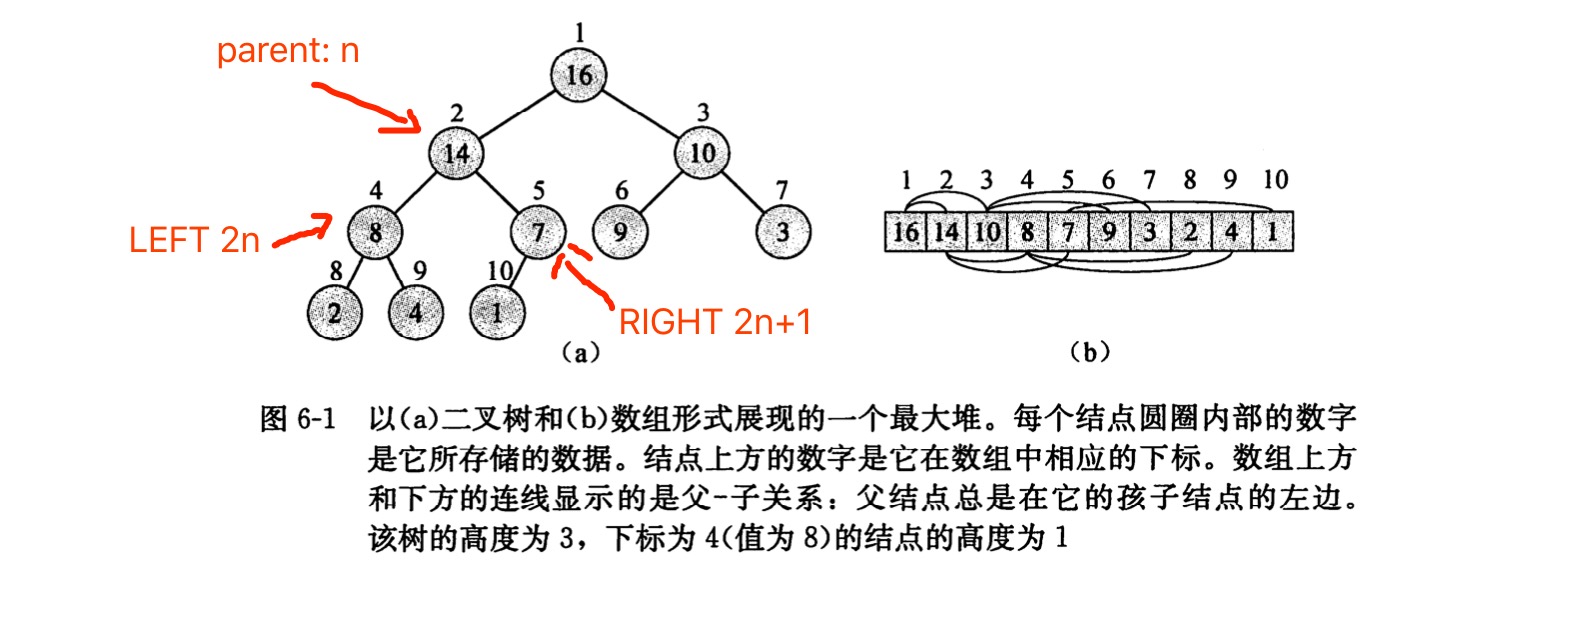 parent: n
1
16
2
3
14
10
4
5
6
7
LEFT 2n
8
7
9
3
8
9
10
2
4
1
RIGHT 2n+1
(a)
1 2 3 4 5 6 7 8 9 10
16 14 10 8 7 9 3 2 4 1
(b)
图 6-1 以(a)二叉树和(b)数组形式展现的一个最大堆。每个结点圆圈内部的数字
是它所存储的数据。结点上方的数字是它在数组中相应的下标。数组上方
和下方的连线显示的是父-子关系：父结点总是在它的孩子结点的左边。
该树的高度为 3，下标为 4(值为 8)的结点的高度为 1